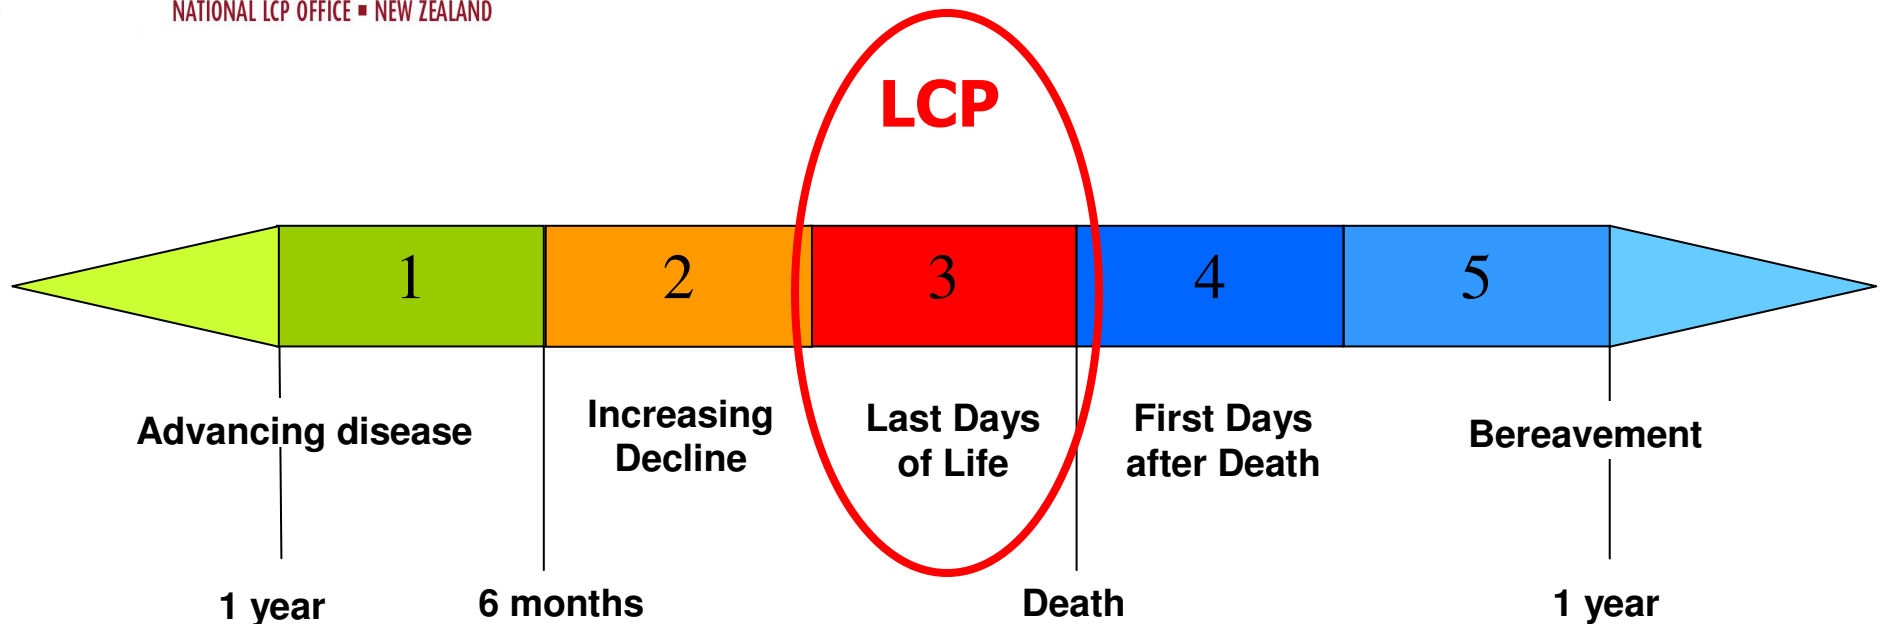 NATIONAL LCP OFFICE ▪ NEW ZEALAND
LCP
1
2
3
4
5
Advancing disease
Increasing
Decline
Last Days
of Life
First Days
after Death
Bereavement
1 year
6 months
Death
1 year